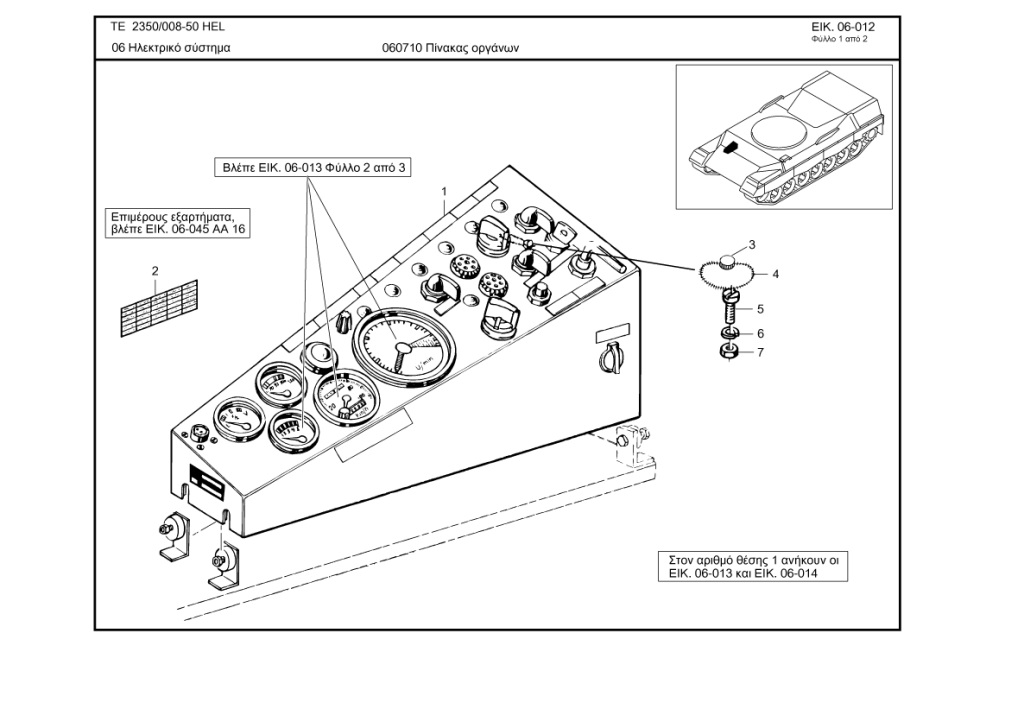 ΤΕ 2350/008-50 HEL
ΕΙΚ. 06-012
Φύλλο 1 από 2
06 Ηλεκτρικό σύστημα
060710 Πίνακας οργάνων
Βλέπε ΕΙΚ. 06-013 Φύλλο 2 από 3
1
Επιμέρους εξαρτήματα,
βλέπε ΕΙΚ. 06-045 ΑΑ 16
2
3
4
5
6
7
U/min
Στον αριθμό θέσης 1 ανήκουν οι
ΕΙΚ. 06-013 και ΕΙΚ. 06-014